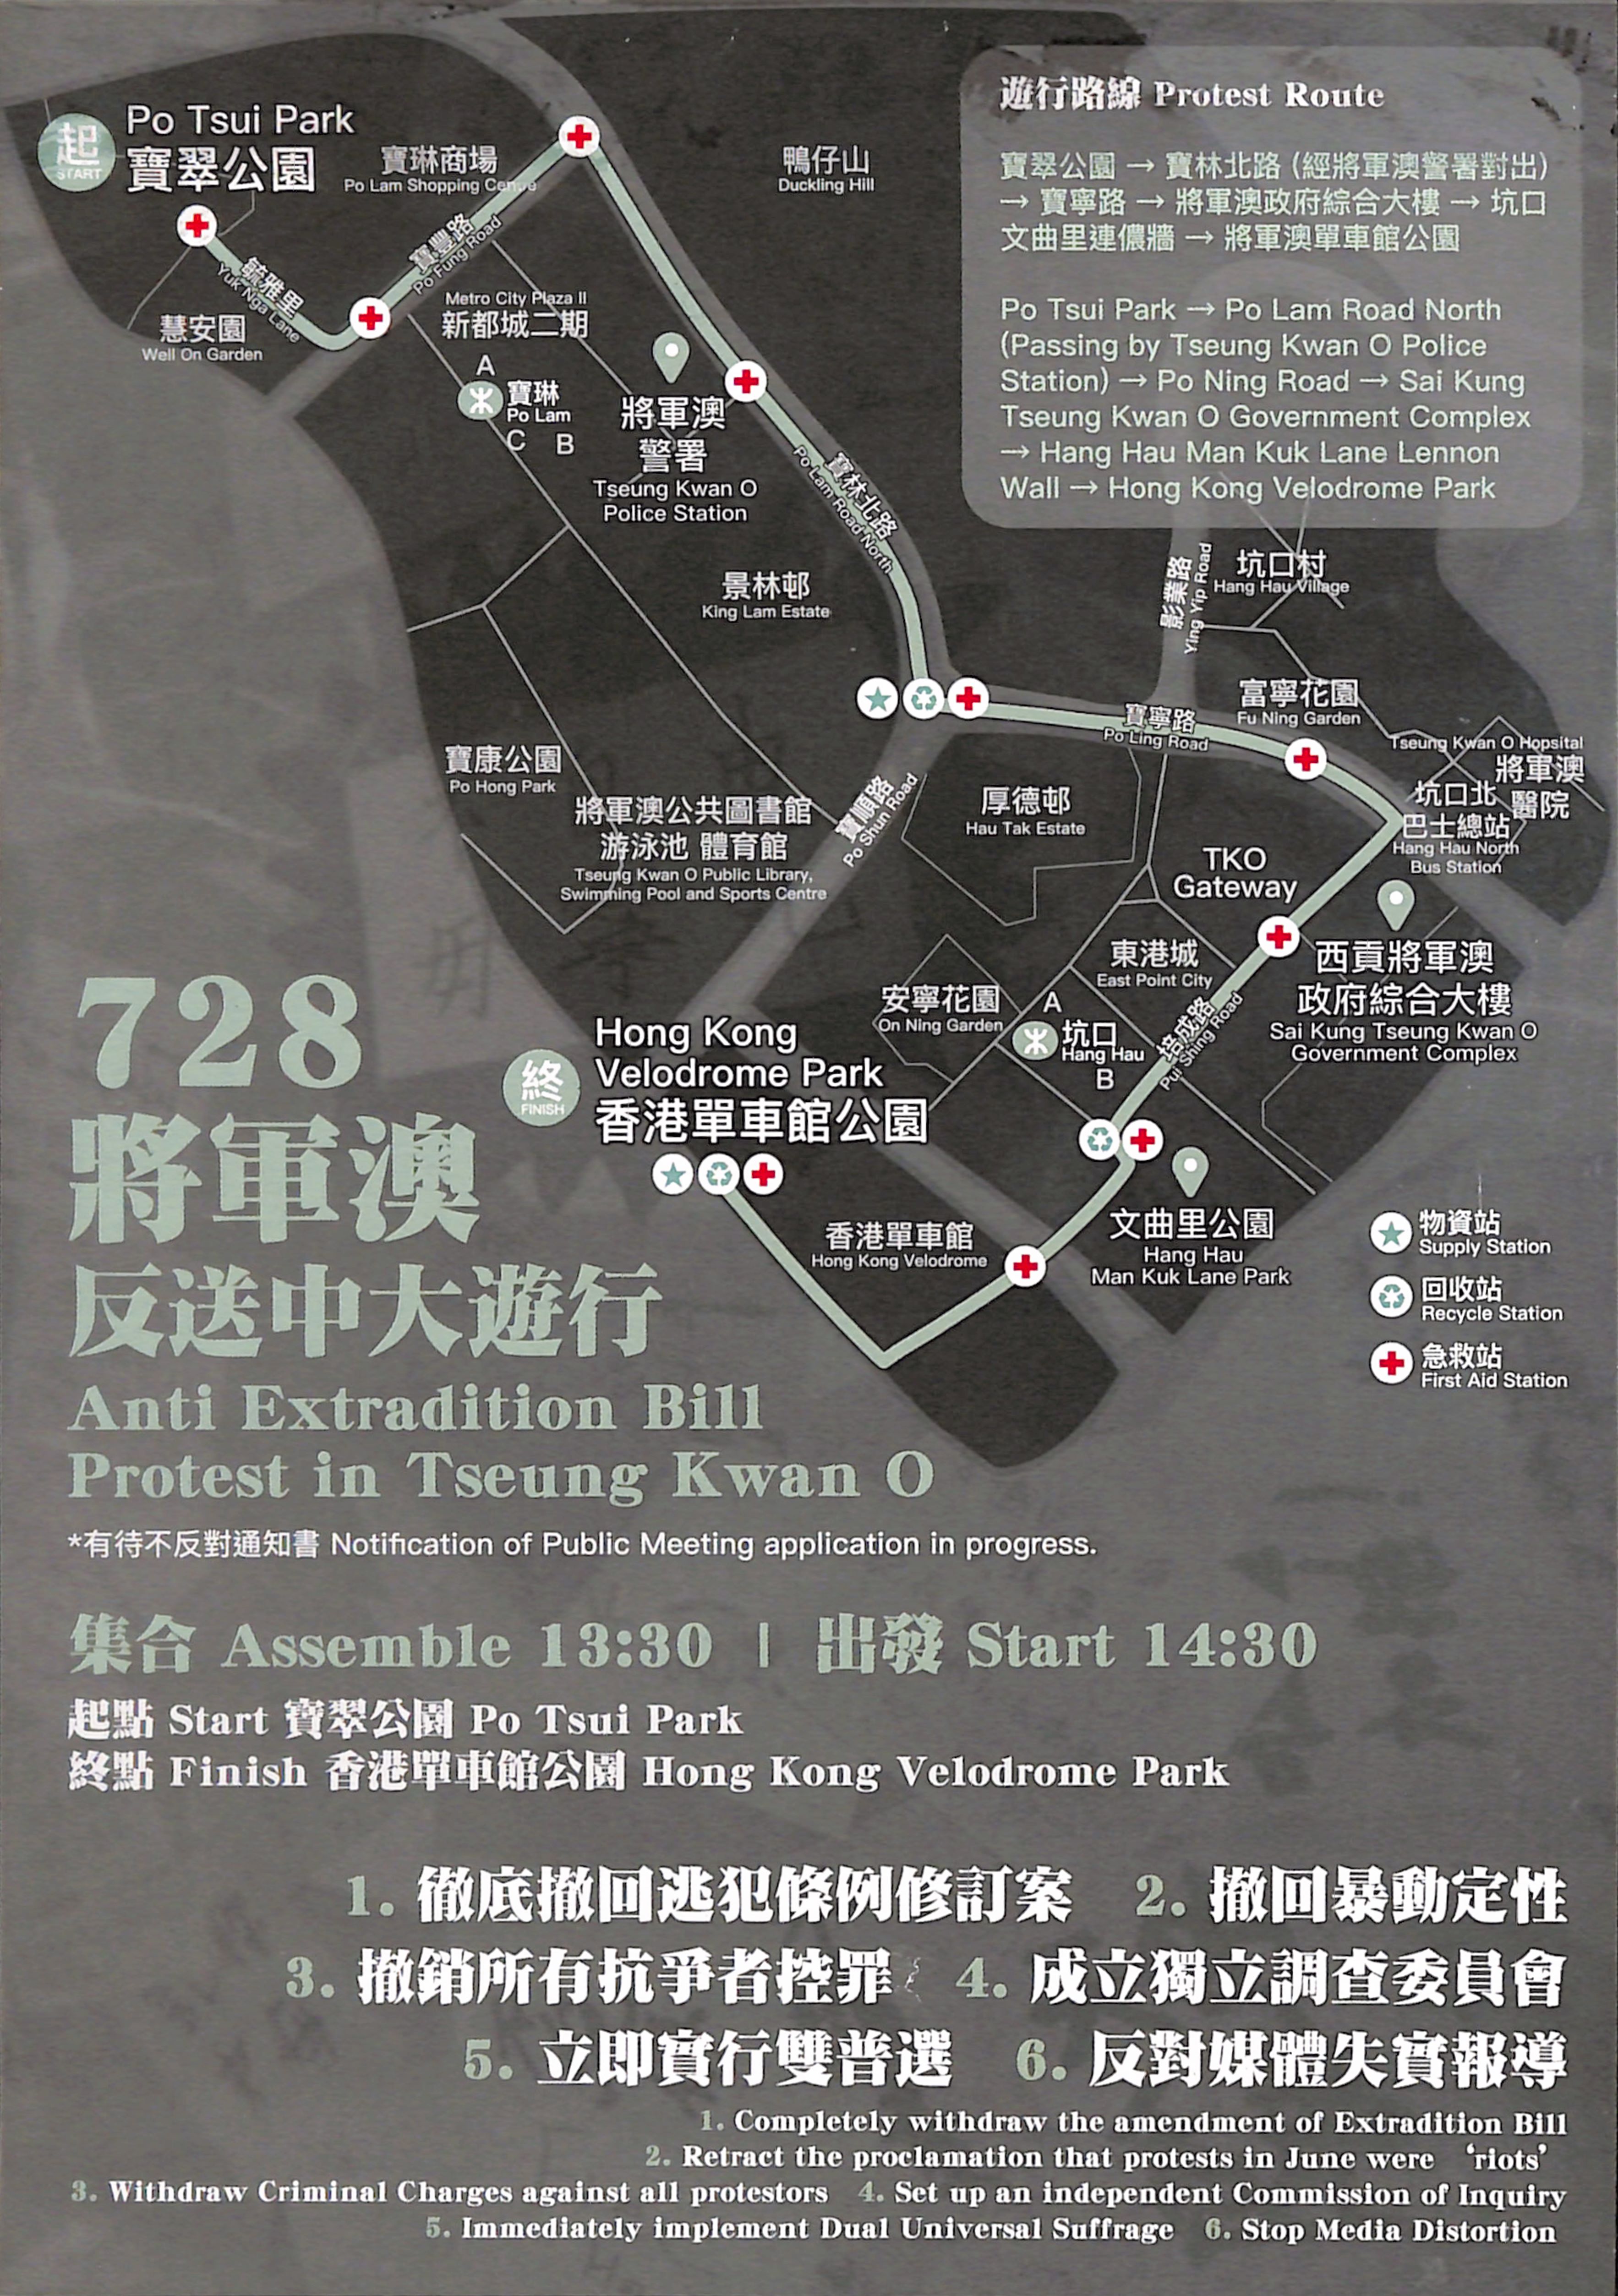 遊行路線 Protest Route
寶翠公園 → 寶林北路 (經將軍澳警署對出)
→ 寶寧路 → 將軍澳政府綜合大樓 → 坑口
文曲里連儂牆 → 將軍澳單車館公園
Po Tsui Park → Po Lam Road North
(Passing by Tseung Kwan O Police
Station) → Po Ning Road → Sai Kung
Tseung Kwan O Government Complex
→ Hang Hau Man Kuk Lane Lennon
Wall → Hong Kong Velodrome Park
起
START
Po Tsui Park
寶翠公園
寶琳商場
Po Lam Shopping Centre
鴨仔山
Duckling Hill
毓雅里
Yuk Nga Lane
寶豐路
Po Fung Road
慧安園
Well On Garden
Metro City Plaza II
新都城二期
A
寶琳
Po Lam
C B
將軍澳
警署
Tseung Kwan O
Police Station
寶林北路
Po Lam Road North
景林邨
King Lam Estate
影業路
Ying Yip Road
坑口村
Hang Hau Village
富寧花園
Fu Ning Garden
寶寧路
Po Ling Road
Tseung Kwan O Hopsital
將軍澳
醫院
坑口北
巴士總站
Hang Hau North
Bus Station
寶康公園
Po Hong Park
將軍澳公共圖書館
游泳池 體育館
Tseung Kwan O Public Library,
Swimming Pool and Sports Centre
寶順路
Po Shun Road
厚德邨
Hau Tak Estate
TKO
Gateway
東港城
East Point City
西貢將軍澳
政府綜合大樓
Sai Kung Tseung Kwan O
Government Complex
安寧花園
On Ning Garden
A
坑口
Hang Hau
B
培成路
Pui Shing Road
終
FINISH
Hong Kong
Velodrome Park
香港單車館公園
香港單車館
Hong Kong Velodrome
文曲里公園
Hang Hau
Man Kuk Lane Park
物資站
Supply Station
回收站
Recycle Station
急救站
First Aid Station
728
將軍澳
反送中大遊行
Anti Extradition Bill
Protest in Tseung Kwan O
*有待不反對通知書 Notification of Public Meeting application in progress.
集合 Assemble 13:30 | 出發 Start 14:30
起點 Start 寶翠公園 Po Tsui Park
終點 Finish 香港單車館公園 Hong Kong Velodrome Park
1. 徹底撤回逃犯條例修訂案 2. 撤回暴動定性
3. 撤銷所有抗爭者控罪 4. 成立獨立調查委員會
5. 立即實行雙普選 6. 反對媒體失實報導
1. Completely withdraw the amendment of Extradition Bill
2. Retract the proclamation that protests in June were ‘riots’
3. Withdraw Criminal Charges against all protestors 4. Set up an independent Commission of Inquiry
5. Immediately implement Dual Universal Suffrage 6. Stop Media Distortion